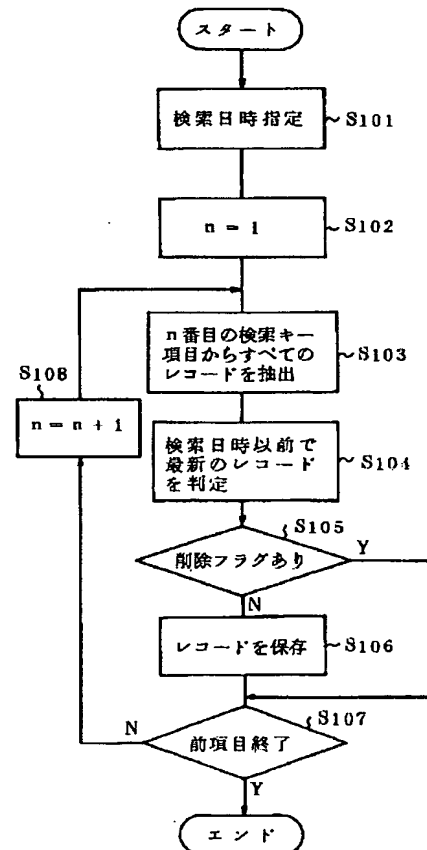 スタート
検索日時指定
S101
n = 1
S102
n番目の検索キー
項目からすべての
レコードを抽出
S103
S108
n = n + 1
検索日時以前で
最新のレコード
を判定
S104
S105
削除フラグあり
Y
N
レコードを保存
S106
S107
N
前項目終了
Y
エンド